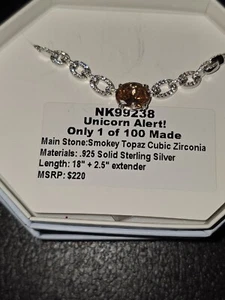 NK99238
Unicorn Alert!
Only 1 of 100 Made
Main Stone:Smokey Topaz Cubic Zirconia
Materials: .925 Solid Sterling Silver
Length: 18" + 2.5" extender
MSRP: $220